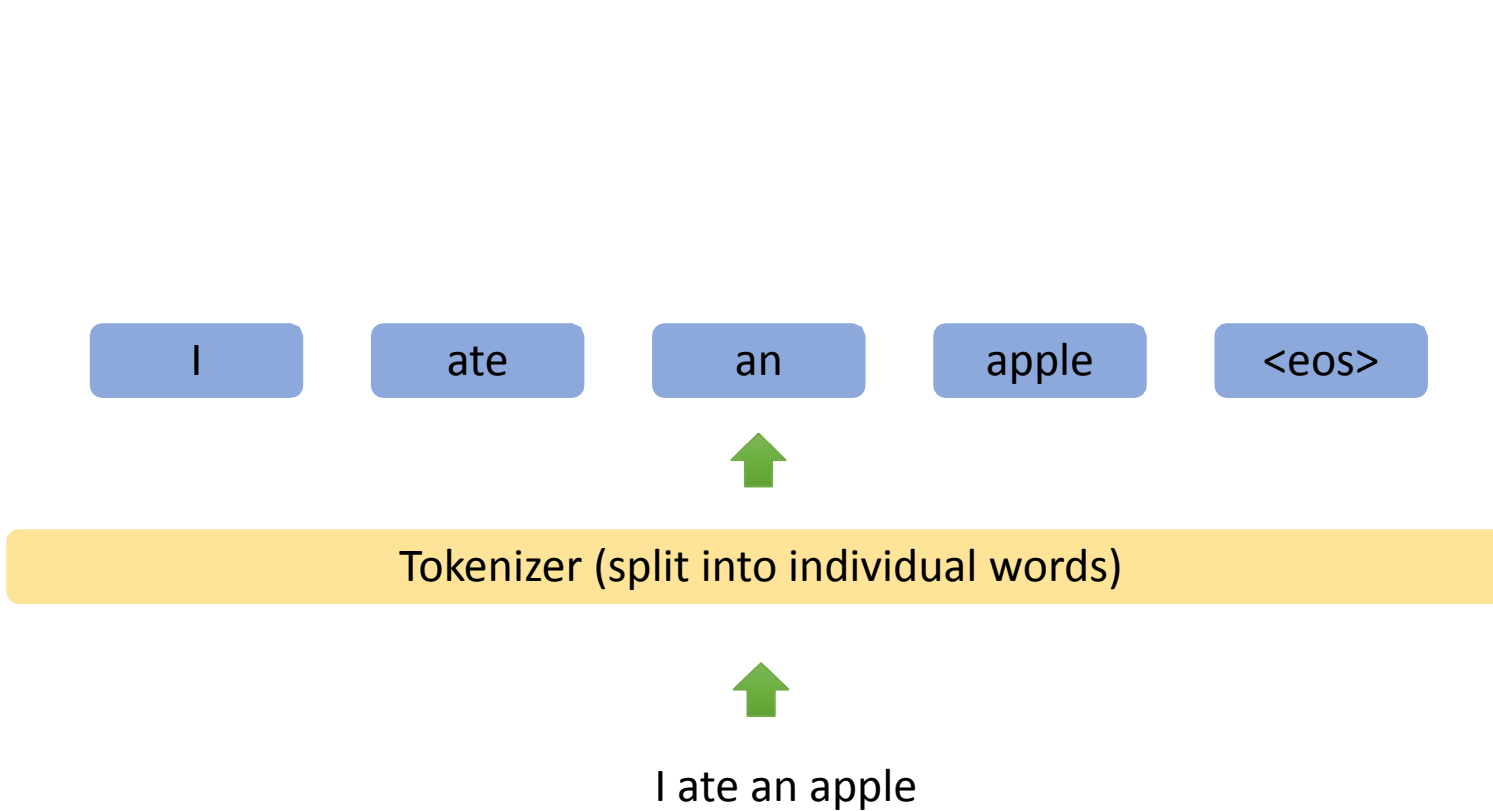 I ate an apple <eos>
Tokenizer (split into individual words)
I ate an apple